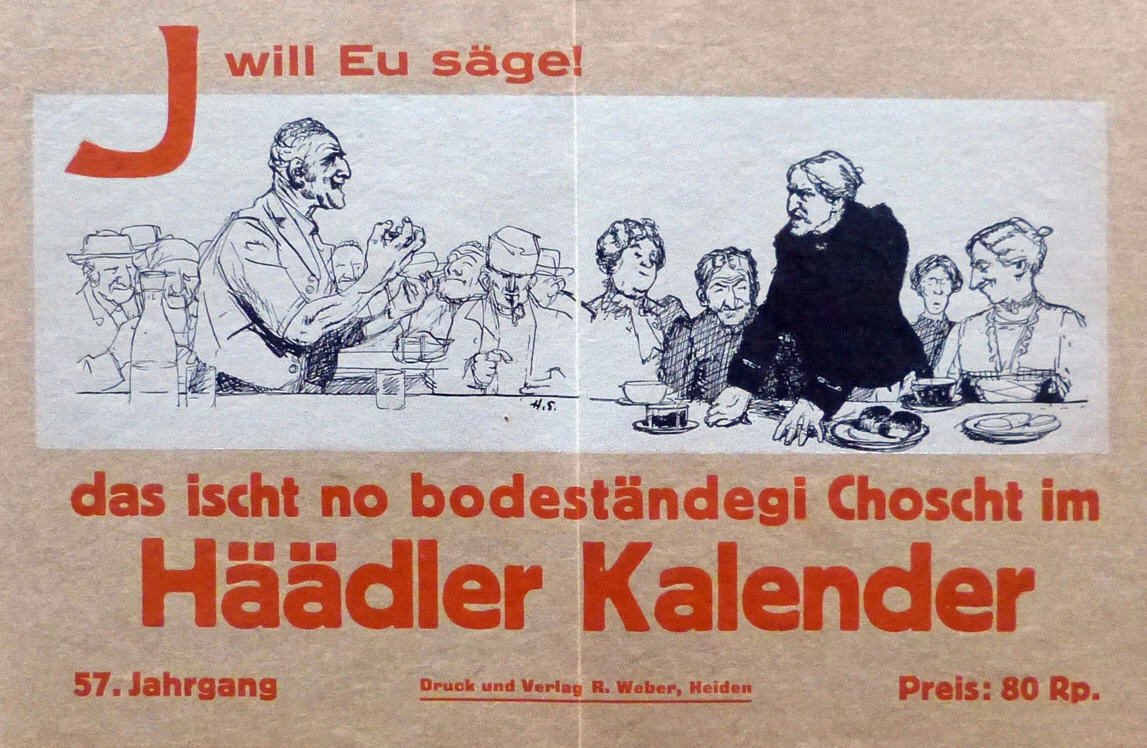 J will Eu säge!
H.S.
das ischt no bodeständegi Choscht im
Häädler Kalender
57. Jahrgang
Druck und Verlag R. Weber, Heiden
Preis: 80 Rp.